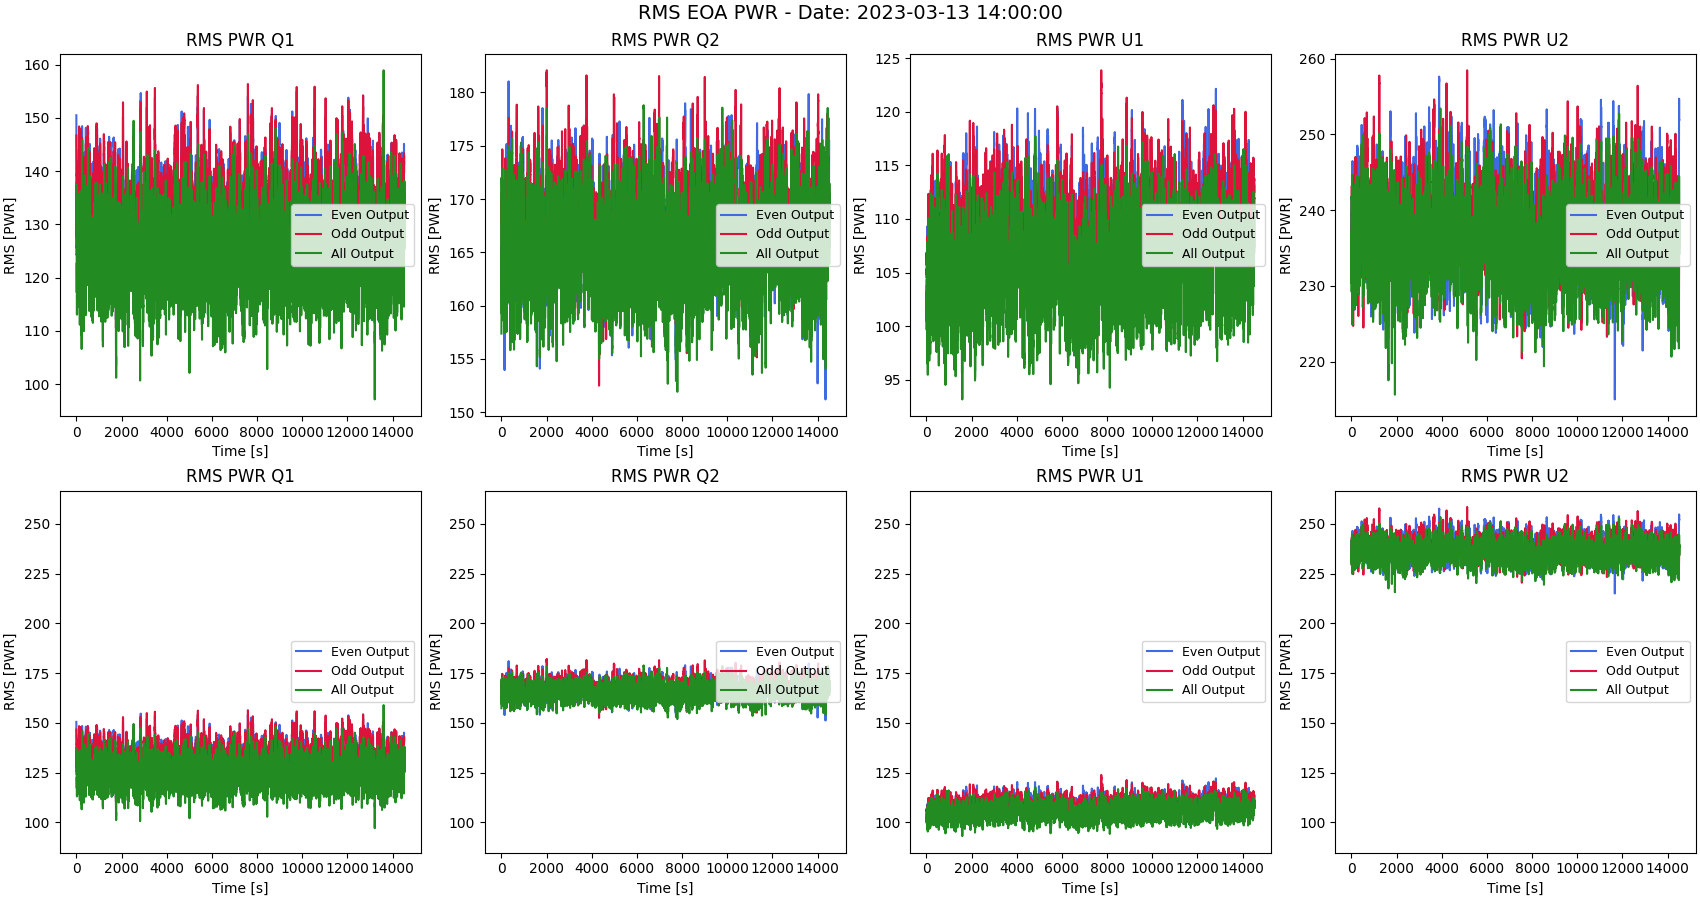 RMS EOA PWR - Date: 2023-03-13 14:00:00
RMS PWR Q1
RMS [PWR]
160
150
140
130
120
110
100
Even Output
Odd Output
All Output
0 2000 4000 6000 8000 10000 12000 14000
Time [s]
RMS PWR Q2
RMS [PWR]
180
175
170
165
160
155
150
Even Output
Odd Output
All Output
0 2000 4000 6000 8000 10000 12000 14000
Time [s]
RMS PWR U1
RMS [PWR]
125
120
115
110
105
100
95
Even Output
Odd Output
All Output
0 2000 4000 6000 8000 10000 12000 14000
Time [s]
RMS PWR U2
RMS [PWR]
260
250
240
230
220
Even Output
Odd Output
All Output
0 2000 4000 6000 8000 10000 12000 14000
Time [s]
RMS PWR Q1
RMS [PWR]
250
225
200
175
150
125
100
Even Output
Odd Output
All Output
0 2000 4000 6000 8000 10000 12000 14000
Time [s]
RMS PWR Q2
RMS [PWR]
250
225
200
175
150
125
100
Even Output
Odd Output
All Output
0 2000 4000 6000 8000 10000 12000 14000
Time [s]
RMS PWR U1
RMS [PWR]
250
225
200
175
150
125
100
Even Output
Odd Output
All Output
0 2000 4000 6000 8000 10000 12000 14000
Time [s]
RMS PWR U2
RMS [PWR]
250
225
200
175
150
125
100
Even Output
Odd Output
All Output
0 2000 4000 6000 8000 10000 12000 14000
Time [s]